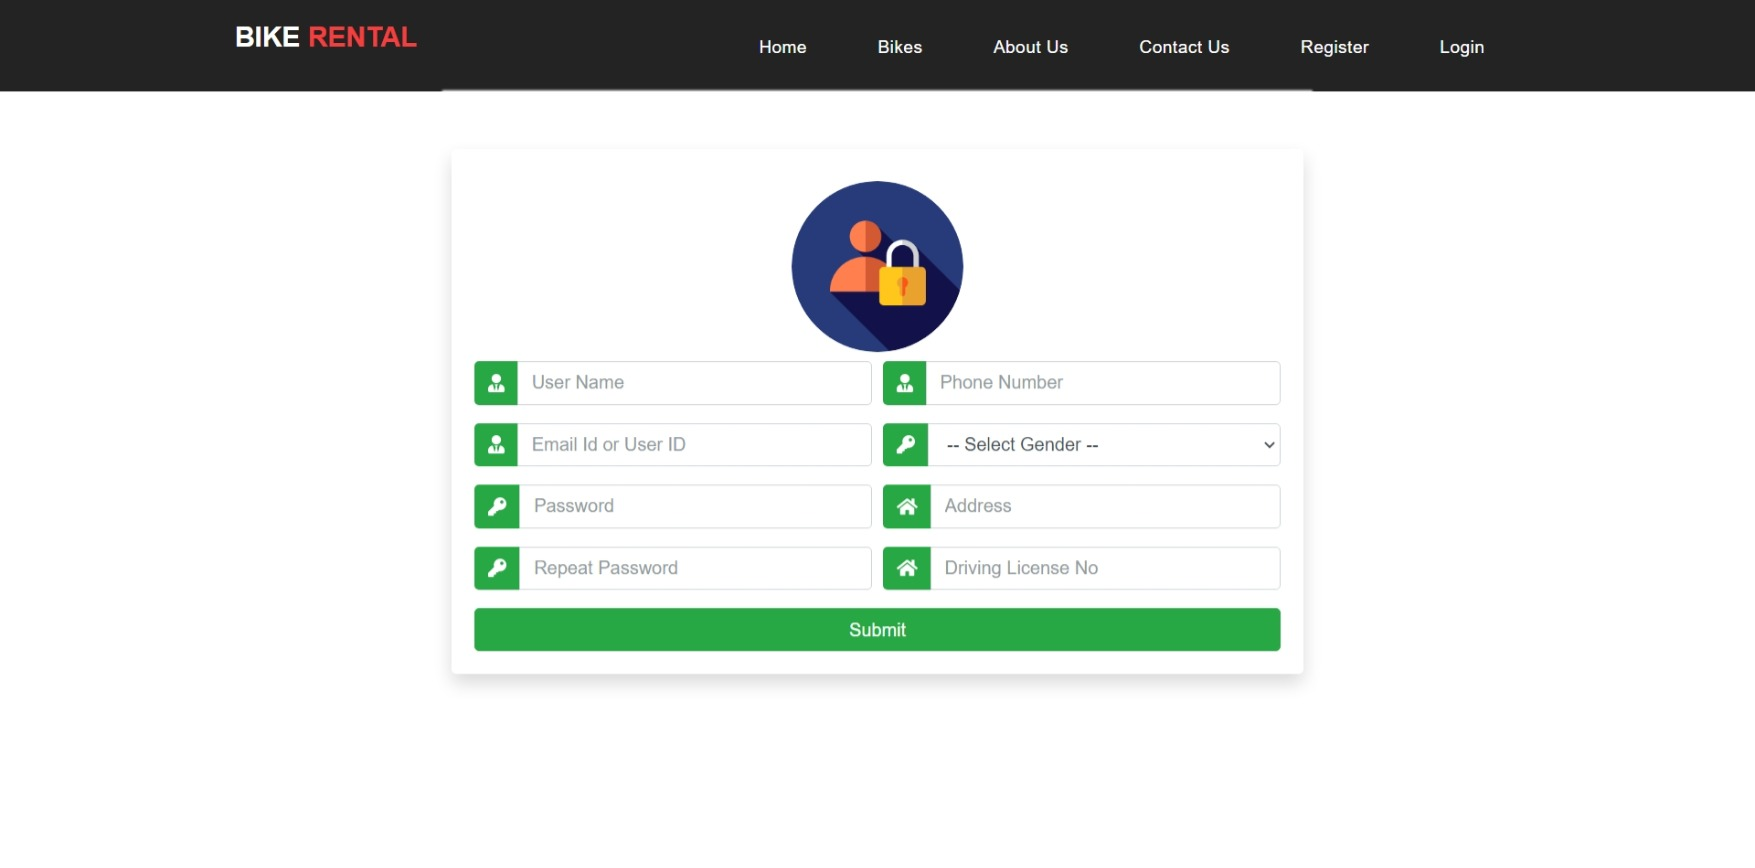 BIKE RENTAL
Home Bikes About Us Contact Us Register Login
User Name Phone Number
Email Id or User ID -- Select Gender --
Password Address
Repeat Password Driving License No
Submit